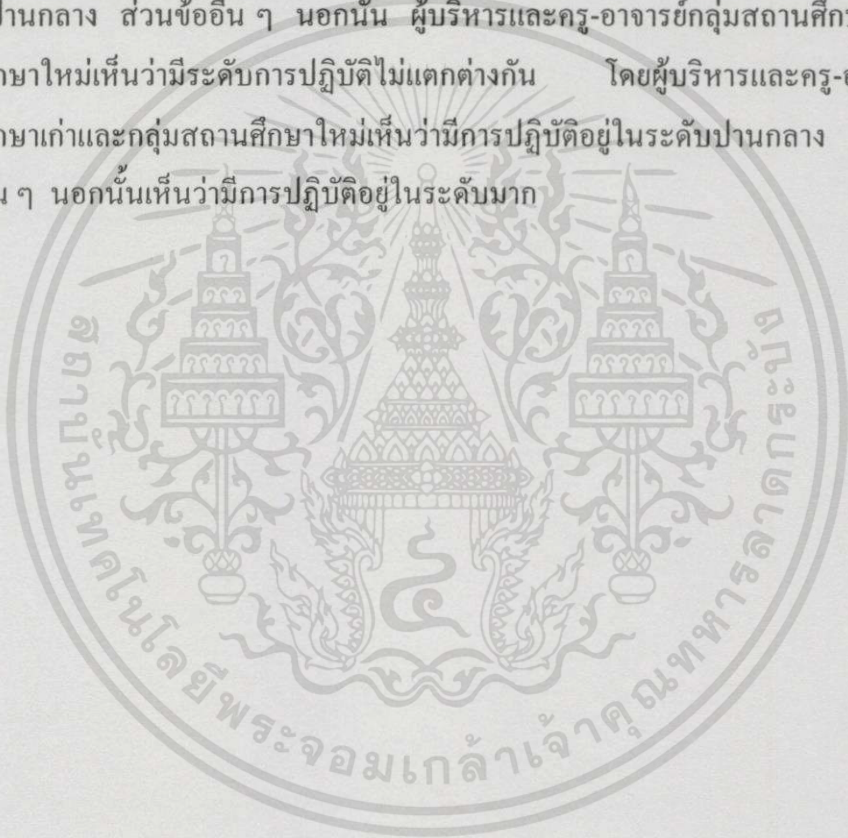 ปานกลาง ส่วนข้ออื่น ๆ นอกนั้น ผู้บริหารและครู-อาจารย์กลุ่มสถานศึก
กษาใหม่เห็นว่ามีระดับการปฏิบัติไม่แตกต่างกัน โดยผู้บริหารและครู-อ
กษาเก่าและกลุ่มสถานศึกษาใหม่เห็นว่ามีการปฏิบัติอยู่ในระดับปานกลาง
น ๆ นอกนั้นเห็นว่ามีการปฏิบัติอยู่ในระดับมาก
สถาบันเทคโนโลยีพระจอมเกล้าเจ้าคุณทหารลาดกระบัง
๔